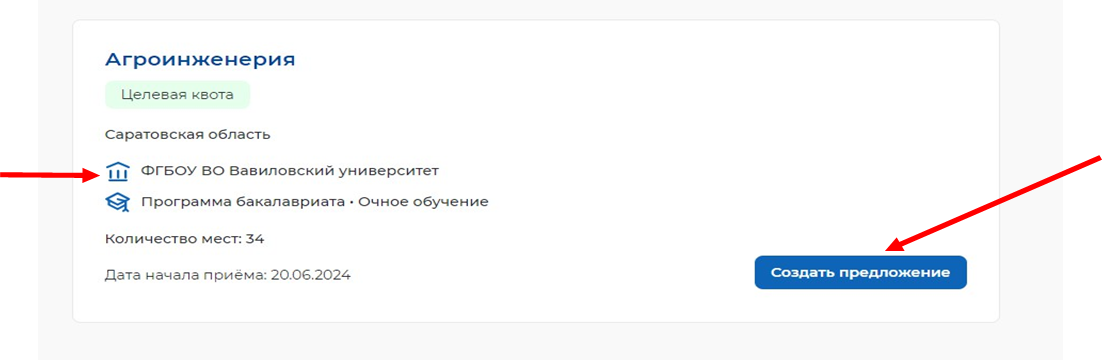 Агроинженерия
Целевая квота
Саратовская область
ФГБОУ ВО Вавиловский университет
Программа бакалавриата • Очное обучение
Количество мест: 34
Дата начала приёма: 20.06.2024
Создать предложение